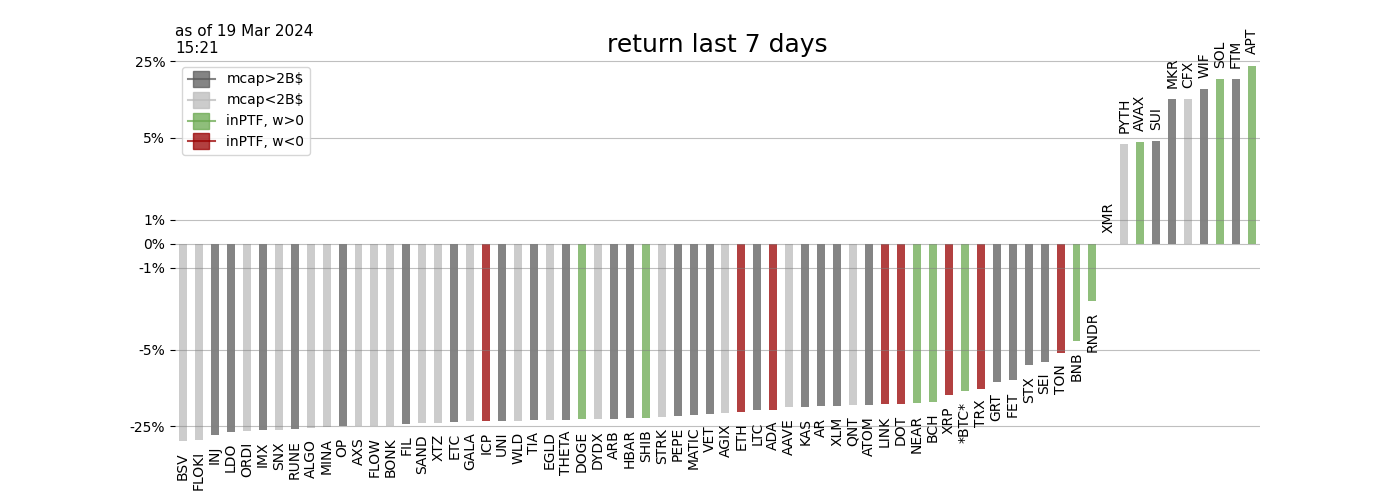 as of 19 Mar 2024
15:21
return last 7 days
25%
5%
1%
0%
-1%
-5%
-25%
mcap>2B$
mcap<2B$
inPTF, w>0
inPTF, w<0
BSV
FLOKI
INJ
LDO
ORDI
IMX
SNX
RUNE
ALGO
MINA
OP
AXS
FLOW
BONK
FIL
SAND
XTZ
ETC
GALA
ICP
UNI
WLD
TIA
EGLD
THETA
DOGE
DYDX
ARB
HBAR
SHIB
STRK
PEPE
MATIC
VET
AGIX
ETH
LTC
ADA
AAVE
KAS
AR
XLM
QNT
ATOM
LINK
DOT
NEAR
BCH
XRP
*BTC*
TRX
GRT
FET
STX
SEI
TON
BNB
RNDR
XMR
PYTH
AVAX
SUI
MKR
CFX
WIF
SOL
FTM
APT